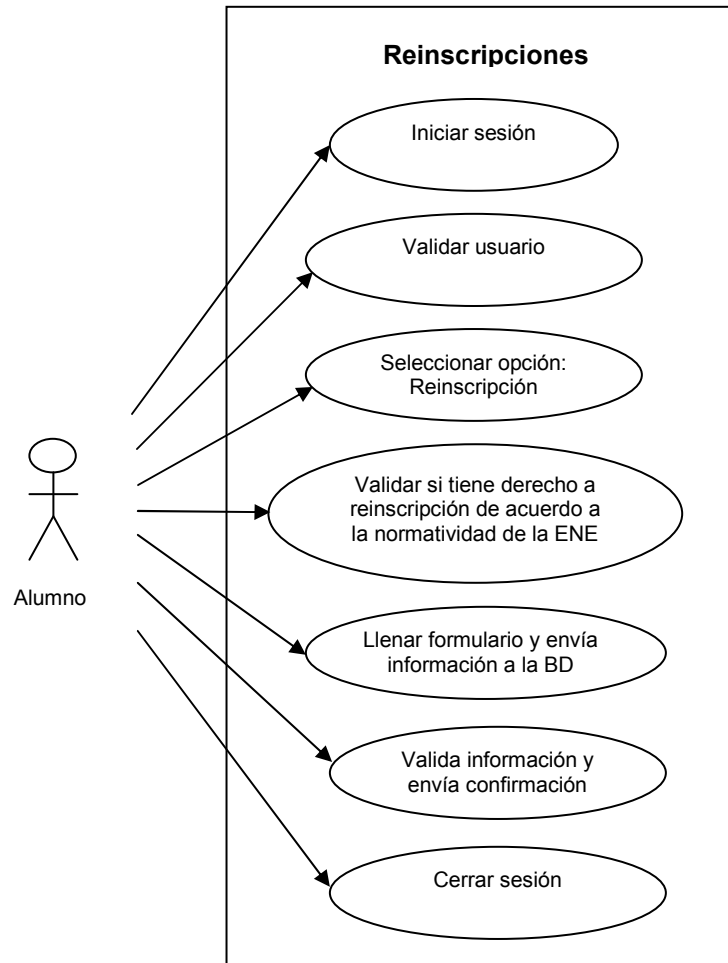 Reinscripciones
Iniciar sesión
Validar usuario
Seleccionar opción:
Reinscripción
Validar si tiene derecho a
reinscripción de acuerdo a
la normatividad de la ENE
Alumno
Llenar formulario y envía
información a la BD
Valida información y
envía confirmación
Cerrar sesión